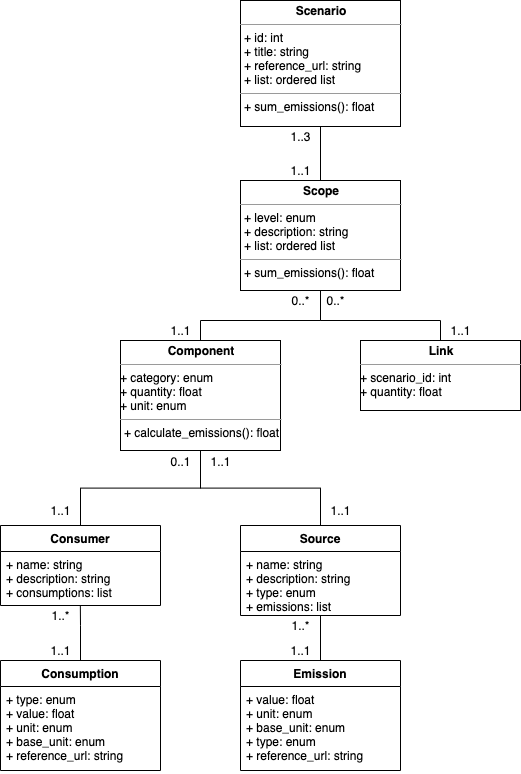 Scenario
+ id: int
+ title: string
+ reference_url: string
+ list: ordered list
+ sum_emissions(): float
1..3
1..1
Scope
+ level: enum
+ description: string
+ list: ordered list
+ sum_emissions(): float
0..* 0..*
1..1 1..1
Component
+ category: enum
+ quantity: float
+ unit: enum
+ calculate_emissions(): float
Link
+ scenario_id: int
+ quantity: float
0..1 1..1
1..1 1..1
Consumer
+ name: string
+ description: string
+ consumptions: list
Source
+ name: string
+ description: string
+ type: enum
+ emissions: list
1..* 1..*
1..1 1..1
Consumption
+ type: enum
+ value: float
+ unit: enum
+ base_unit: enum
+ reference_url: string
Emission
+ value: float
+ unit: enum
+ base_unit: enum
+ type: enum
+ reference_url: string